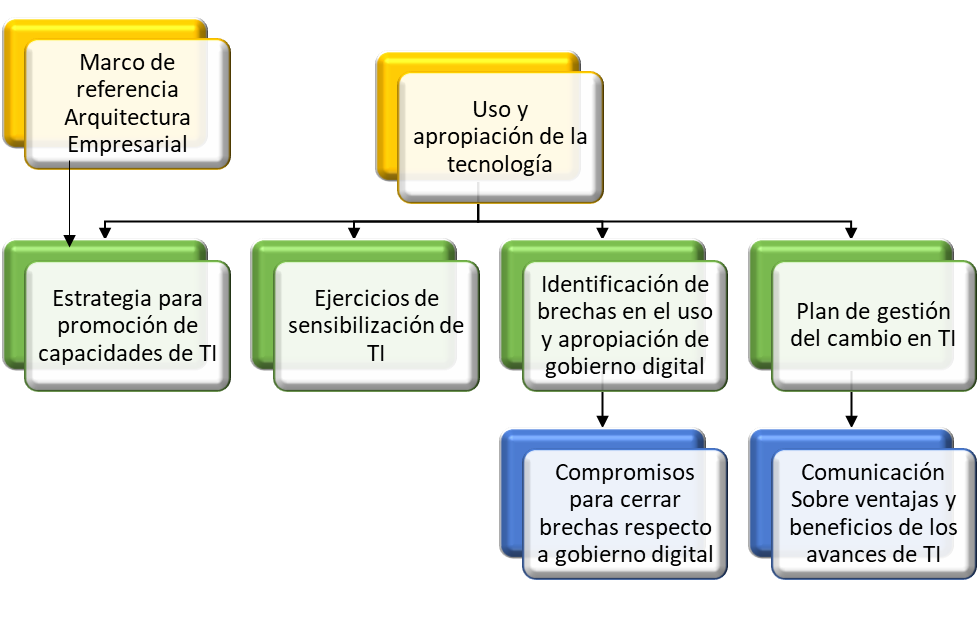 Marco de
referencia
Arquitectura
Empresarial
Uso y
apropiación de la
tecnología
Estrategia para
promoción de
capacidades de TI
Ejercicios de
sensibilización de
TI
Identificación de
brechas en el uso
y apropiación de
gobierno digital
Plan de gestión
del cambio en TI
Compromisos
para cerrar
brechas respecto
a gobierno digital
Comunicación
Sobre ventajas y
beneficios de los
avances de TI